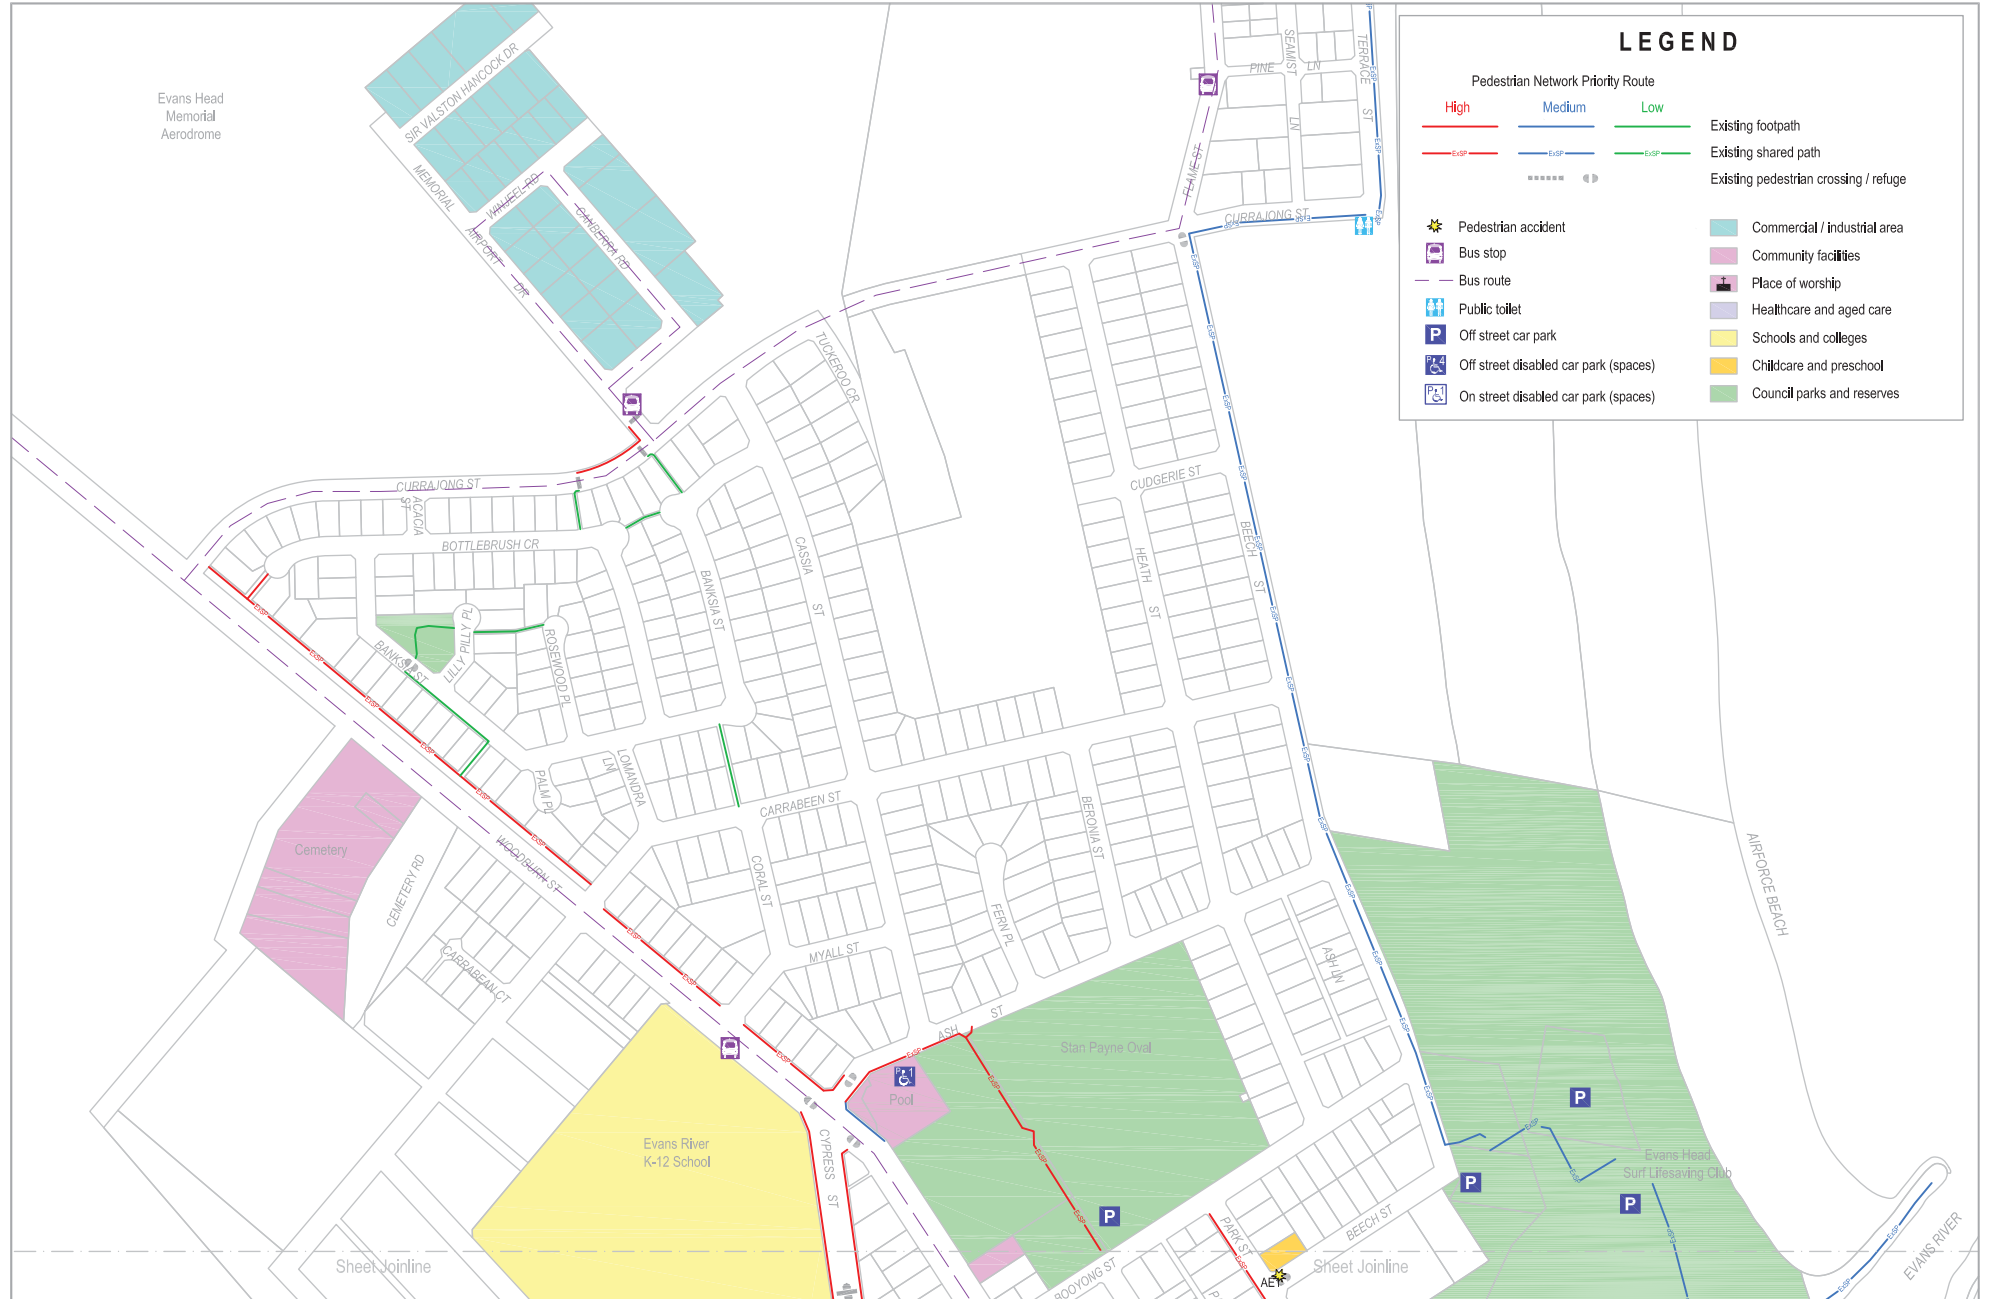 LEGEND
Pedestrian Network Priority Route
High
Medium
Low
Existing footpath
ExSP
ExSP
ExSP
Existing shared path
Existing pedestrian crossing / refuge
Pedestrian accident
Bus stop
Bus route
Public toilet
P
Off street car park
P 4
Off street disabled car park (spaces)
P 1
On street disabled car park (spaces)
Commercial / industrial area
Community facilities
Place of worship
Healthcare and aged care
Schools and colleges
Childcare and preschool
Council parks and reserves
Evans Head
Memorial
Aerodrome
SIR VALSTON HANCOCK DR
MEMORIAL
AIRPORT
DR
WINJEEL RD
CANBERRA RD
SEAMIST
LN
PINE
LN
TERRACE
ST
FLAME ST
CURRAJONG ST
TUCKEROO CR
CURRAJONG ST
ACACIA
ST
BOTTLEBRUSH CR
BANKSIA ST
CASSIA
ST
CUDGERIE ST
HEATH
ST
BEECH
ST
LILLY PILLY PL
ROSEWOOD PL
BANKSIA ST
PALM PL
LOMANDRA
LN
CARRABEEN ST
CORAL ST
BERONIA ST
FERN PL
MYALL ST
ASH LN
ASH
ST
WOODBURN ST
Cemetery
CEMETERY RD
CARRABEAN CT
AIRFORCE BEACH
Stan Payne Oval
P 1
Pool
P
P
P
P
Evans River
K-12 School
CYPRESS
ST
Evans Head
Surf Lifesaving Club
PARK ST
BEECH ST
BOOYONG ST
EVANS RIVER
Sheet Joinline
Sheet Joinline